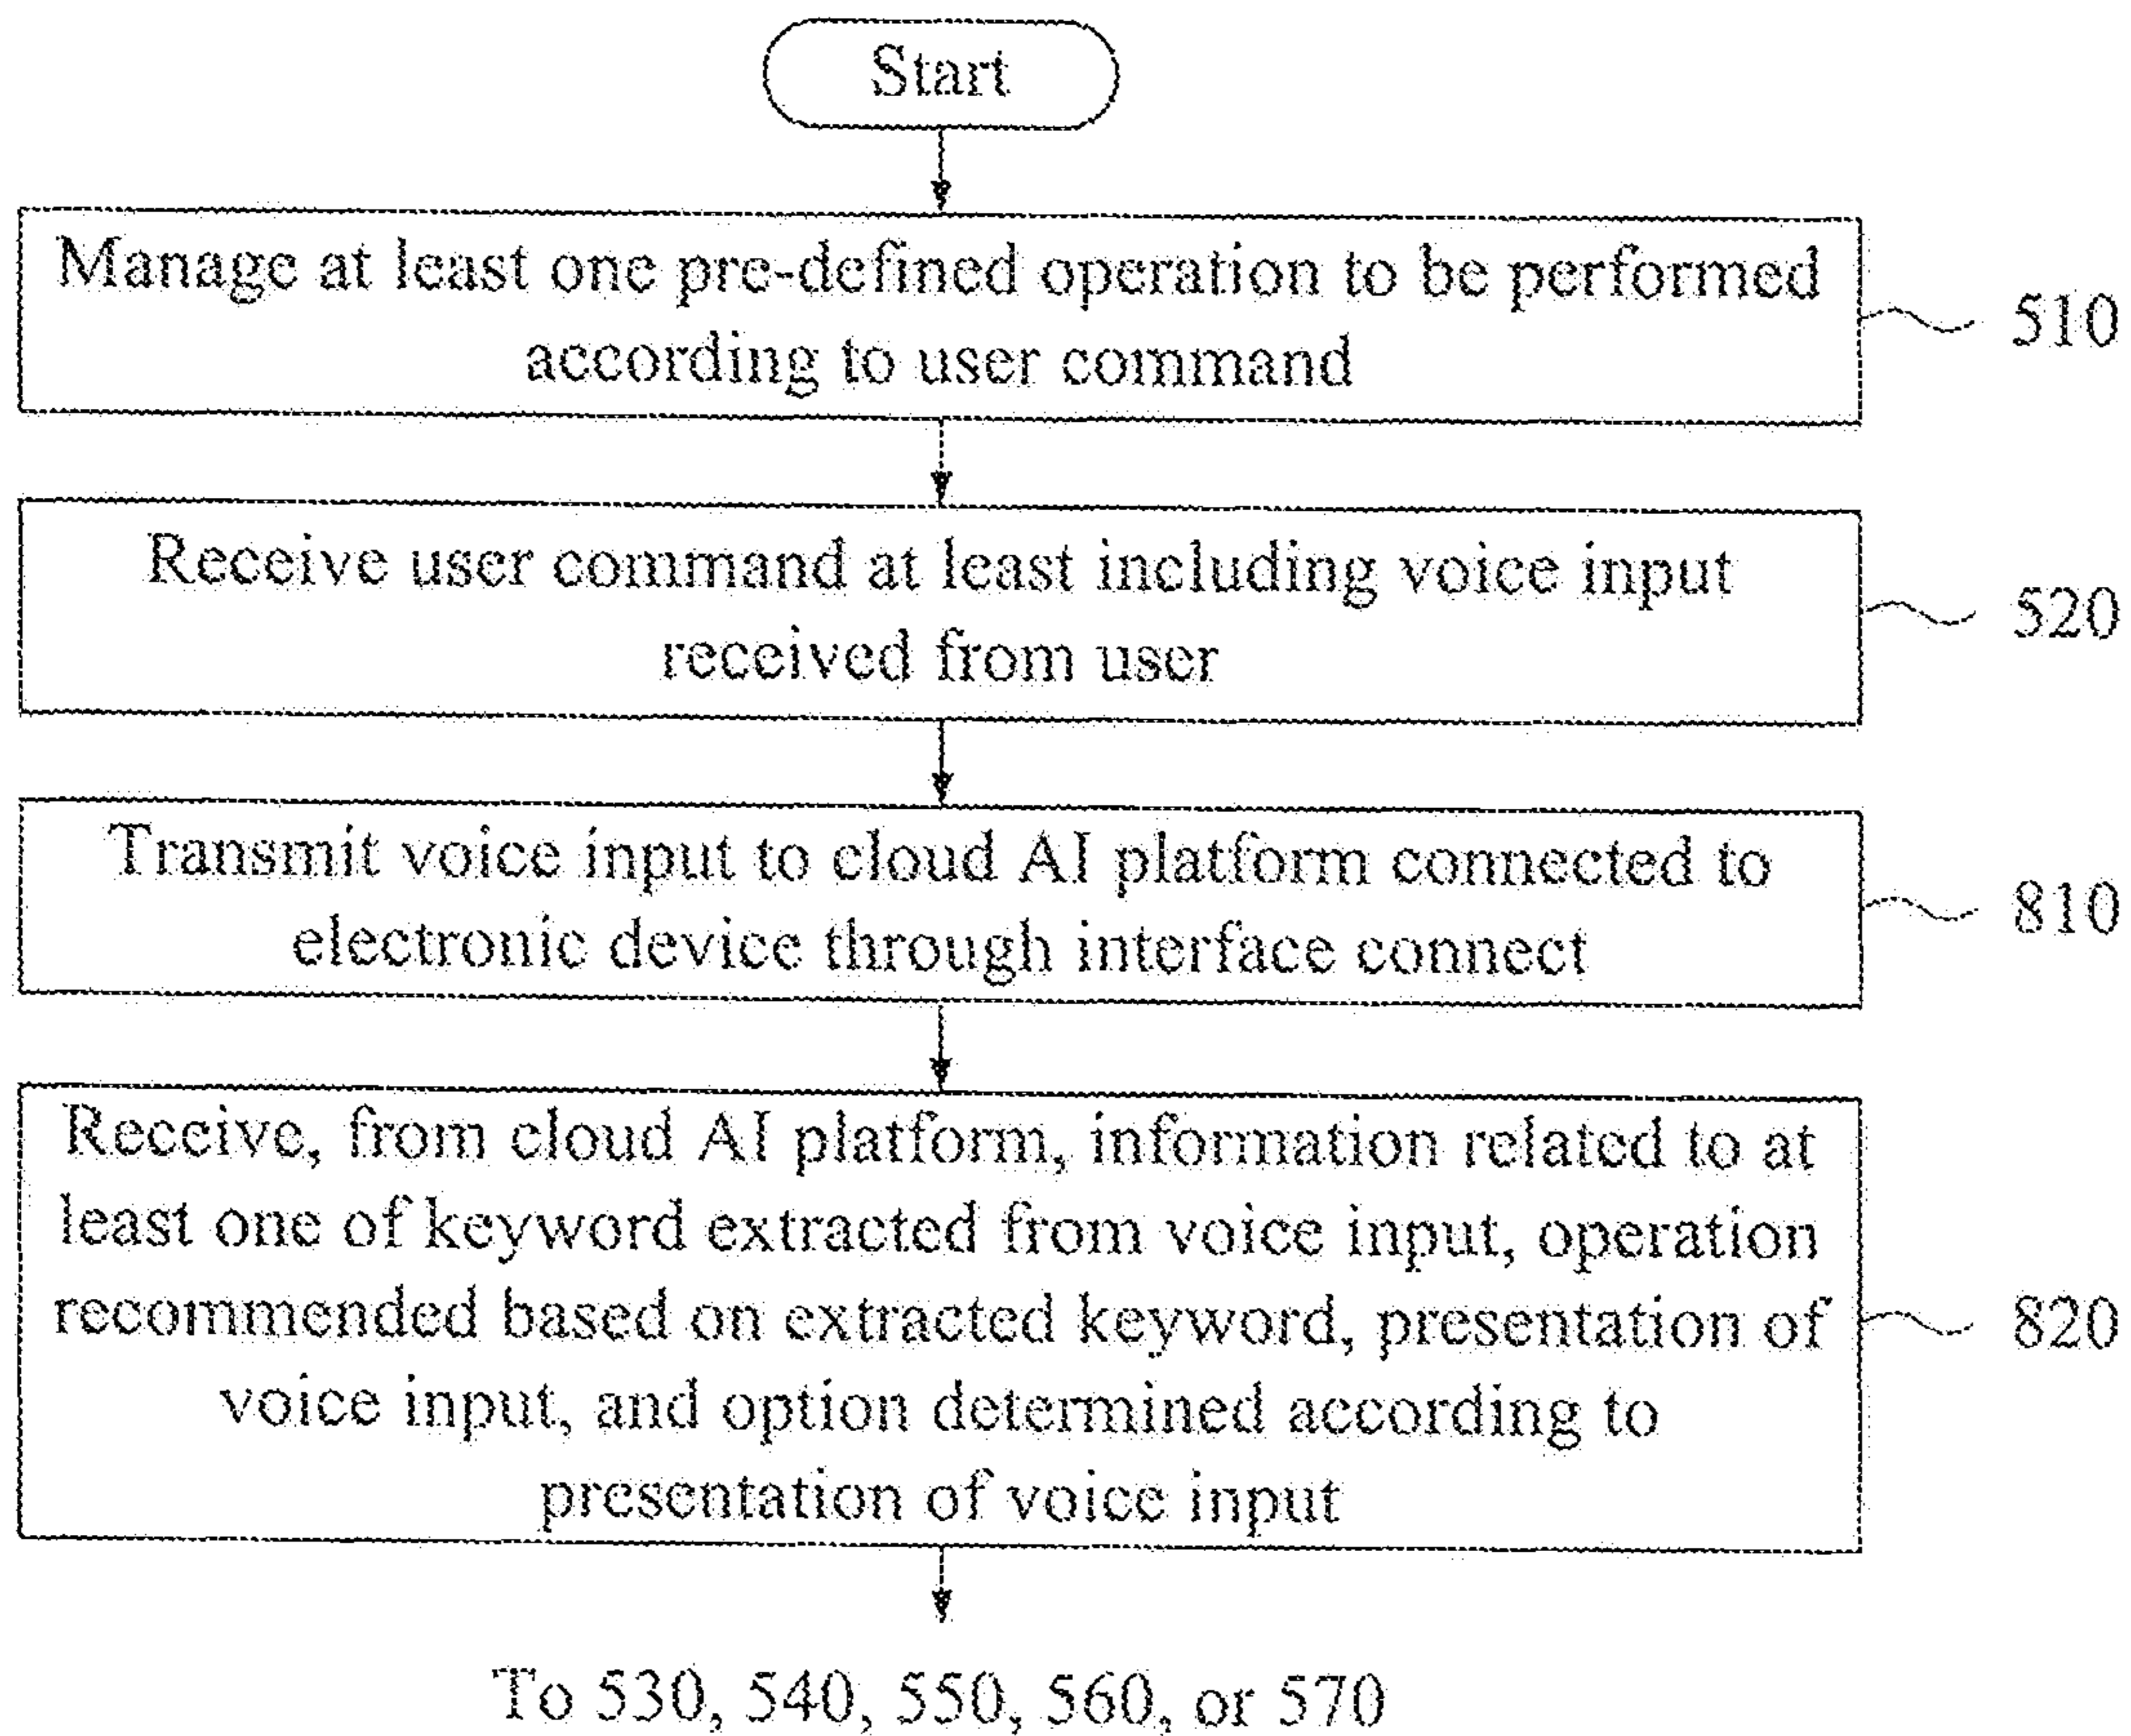 Start
Manage at least one pre-defined operation to be performed
according to user command
510
Receive user command at least including voice input
received from user
520
Transmit voice input to cloud AI platform connected to
electronic device through interface connect
810
Receive, from cloud AI platform, information related to at
least one of keyword extracted from voice input, operation
recommended based on extracted keyword, presentation of
voice input, and option determined according to
presentation of voice input
820
To 530, 540, 550, 560, or 570